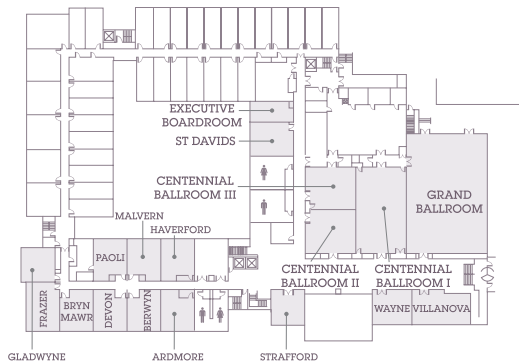 EXECUTIVE
BOARDROOM
ST DAVIDS
CENTENNIAL
BALLROOM III
GRAND
BALLROOM
MALVERN
HAVERFORD
PAOLI
CENTENNIAL
BALLROOM II
CENTENNIAL
BALLROOM I
FRAZER
BRYN
MAWR
DEVON
BERWYN
WAYNE
VILLANOVA
GLADWYNE
ARDMORE
STRAFFORD